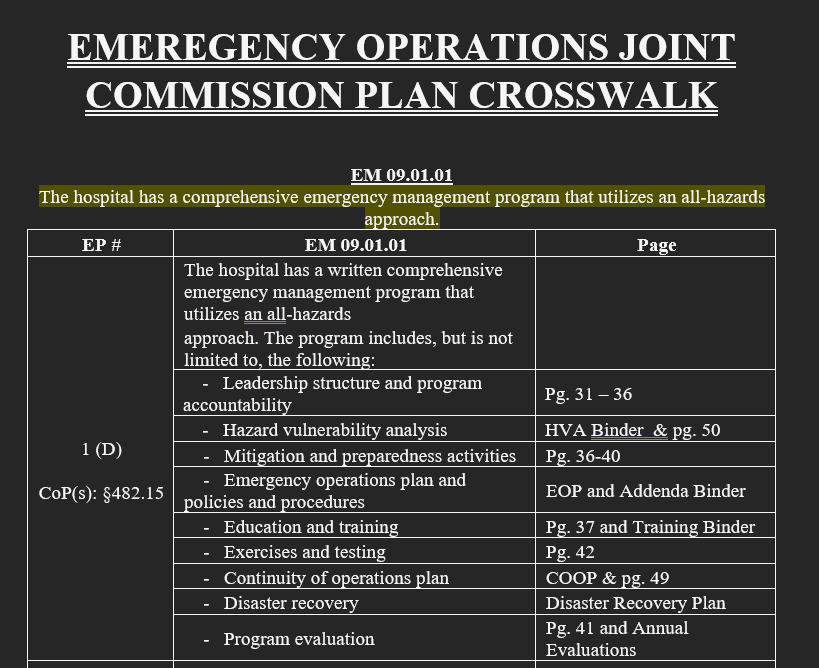 EMEREGENCY OPERATIONS JOINT
COMMISSION PLAN CROSSWALK
EM 09.01.01
The hospital has a comprehensive emergency management program that utilizes an all-hazards
approach.
EP # EM 09.01.01 Page
The hospital has a written comprehensive
emergency management program that
utilizes an all-hazards
approach. The program includes, but is not
limited to, the following:
1 (D)
CoP(s): §482.15
- Leadership structure and program
accountability
Pg. 31 – 36
- Hazard vulnerability analysis
HVA Binder & pg. 50
- Mitigation and preparedness activities
Pg. 36-40
- Emergency operations plan and
policies and procedures
EOP and Addenda Binder
- Education and training
Pg. 37 and Training Binder
- Exercises and testing
Pg. 42
- Continuity of operations plan
COOP & pg. 49
- Disaster recovery
Disaster Recovery Plan
- Program evaluation
Pg. 41 and Annual
Evaluations